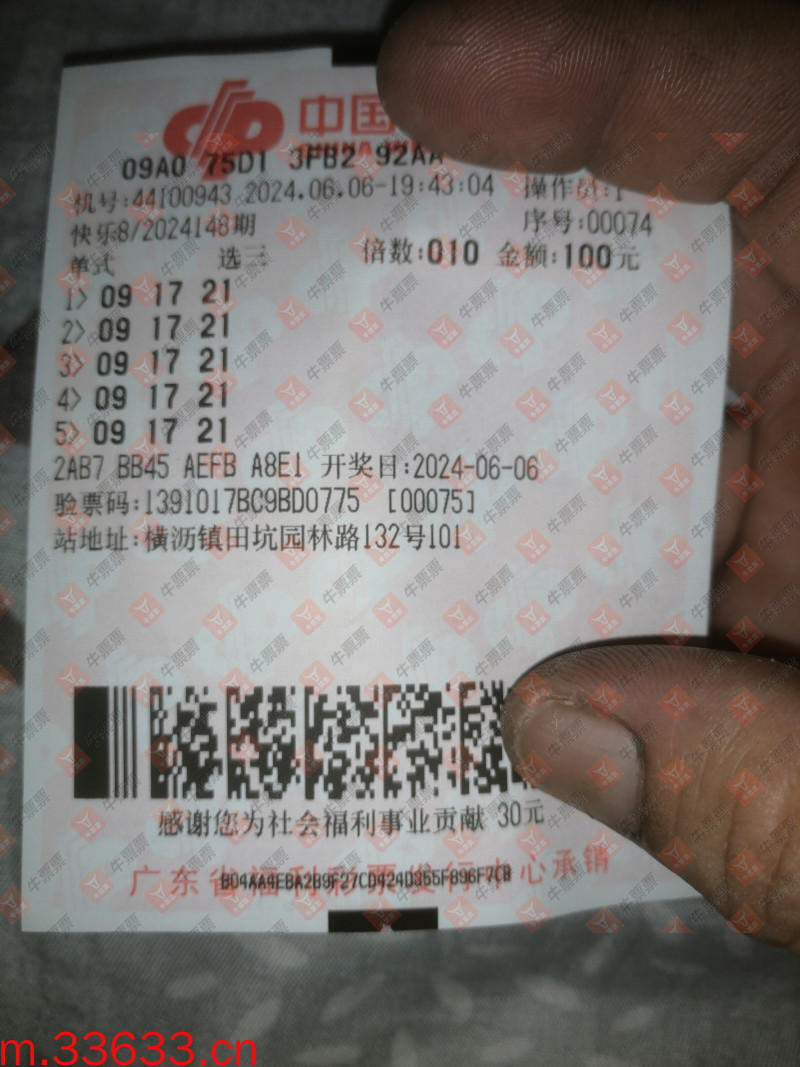 中国
09A0 75D1 3FB2 92AA
机号:44100943 2024.06.06-19:43:04 操作员:1
快乐8/2024148期 序号:00074
单式 选三 倍数:010 金额:100元
1> 09 17 21
2> 09 17 21
3> 09 17 21
4> 09 17 21
5> 09 17 21
2AB7 BB45 AEFB A8E1 开奖日:2024-06-06
验票码:1391017BC9BD0775 [00075]
站地址:横沥镇田坑园林路132号101
感谢您为社会福利事业贡献 30元
广东省福利彩票发行中心承销
牛票票
m.33633.cn